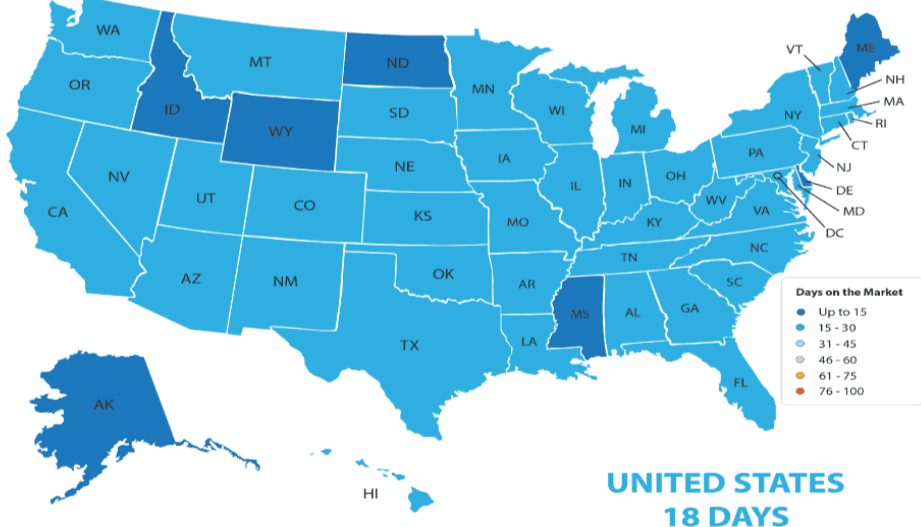 WA
MT
ND
MN
OR
ID
WY
SD
WI
MI
NY
VT
ME
NH
MA
RI
CT
NV
UT
CO
NE
IA
IL
IN
OH
PA
NJ
DE
MD
DC
CA
KS
MO
KY
WV
VA
AZ
NM
OK
AR
TN
NC
SC
TX
LA
MS
AL
GA
FL
AK
HI
Days on the Market
Up to 15
15 - 30
31 - 45
46 - 60
61 - 75
76 - 100
UNITED STATES
18 DAYS